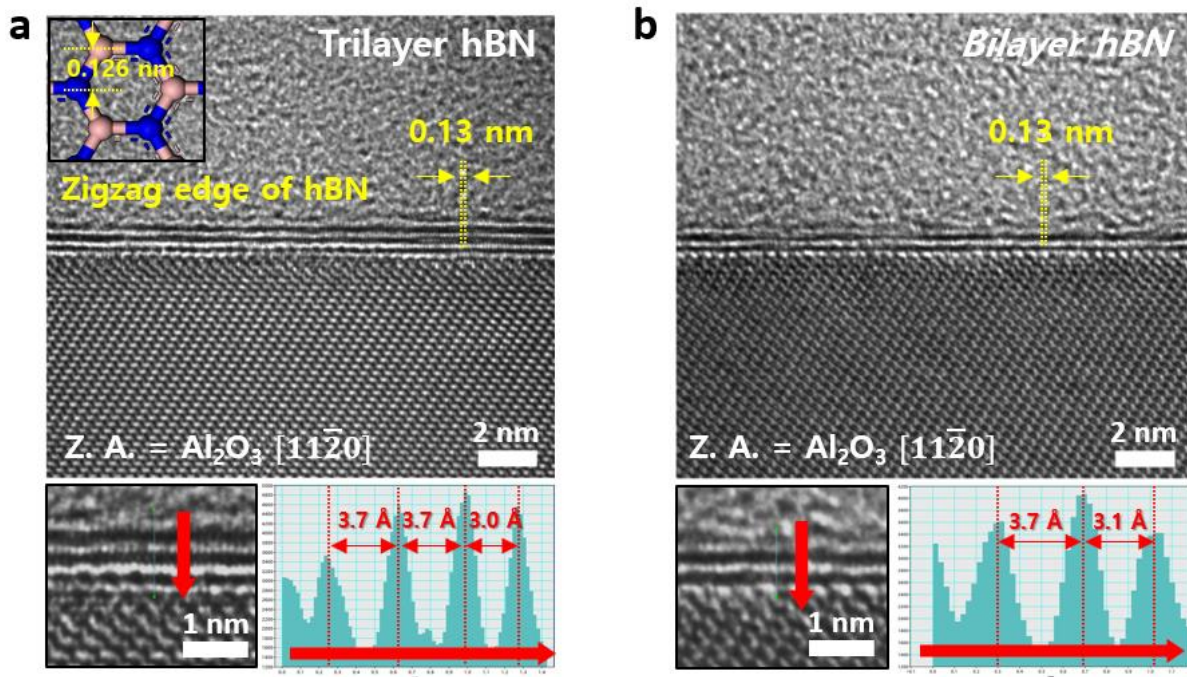 a
Trilayer hBN
0.126 nm
0.13 nm
Zigzag edge of hBN
Z. A. = Al₂O₃ [112̅0]
2 nm
1 nm
3.7 Å
3.7 Å
3.0 Å
b
Bilayer hBN
0.13 nm
Z. A. = Al₂O₃ [112̅0]
2 nm
1 nm
3.7 Å
3.1 Å